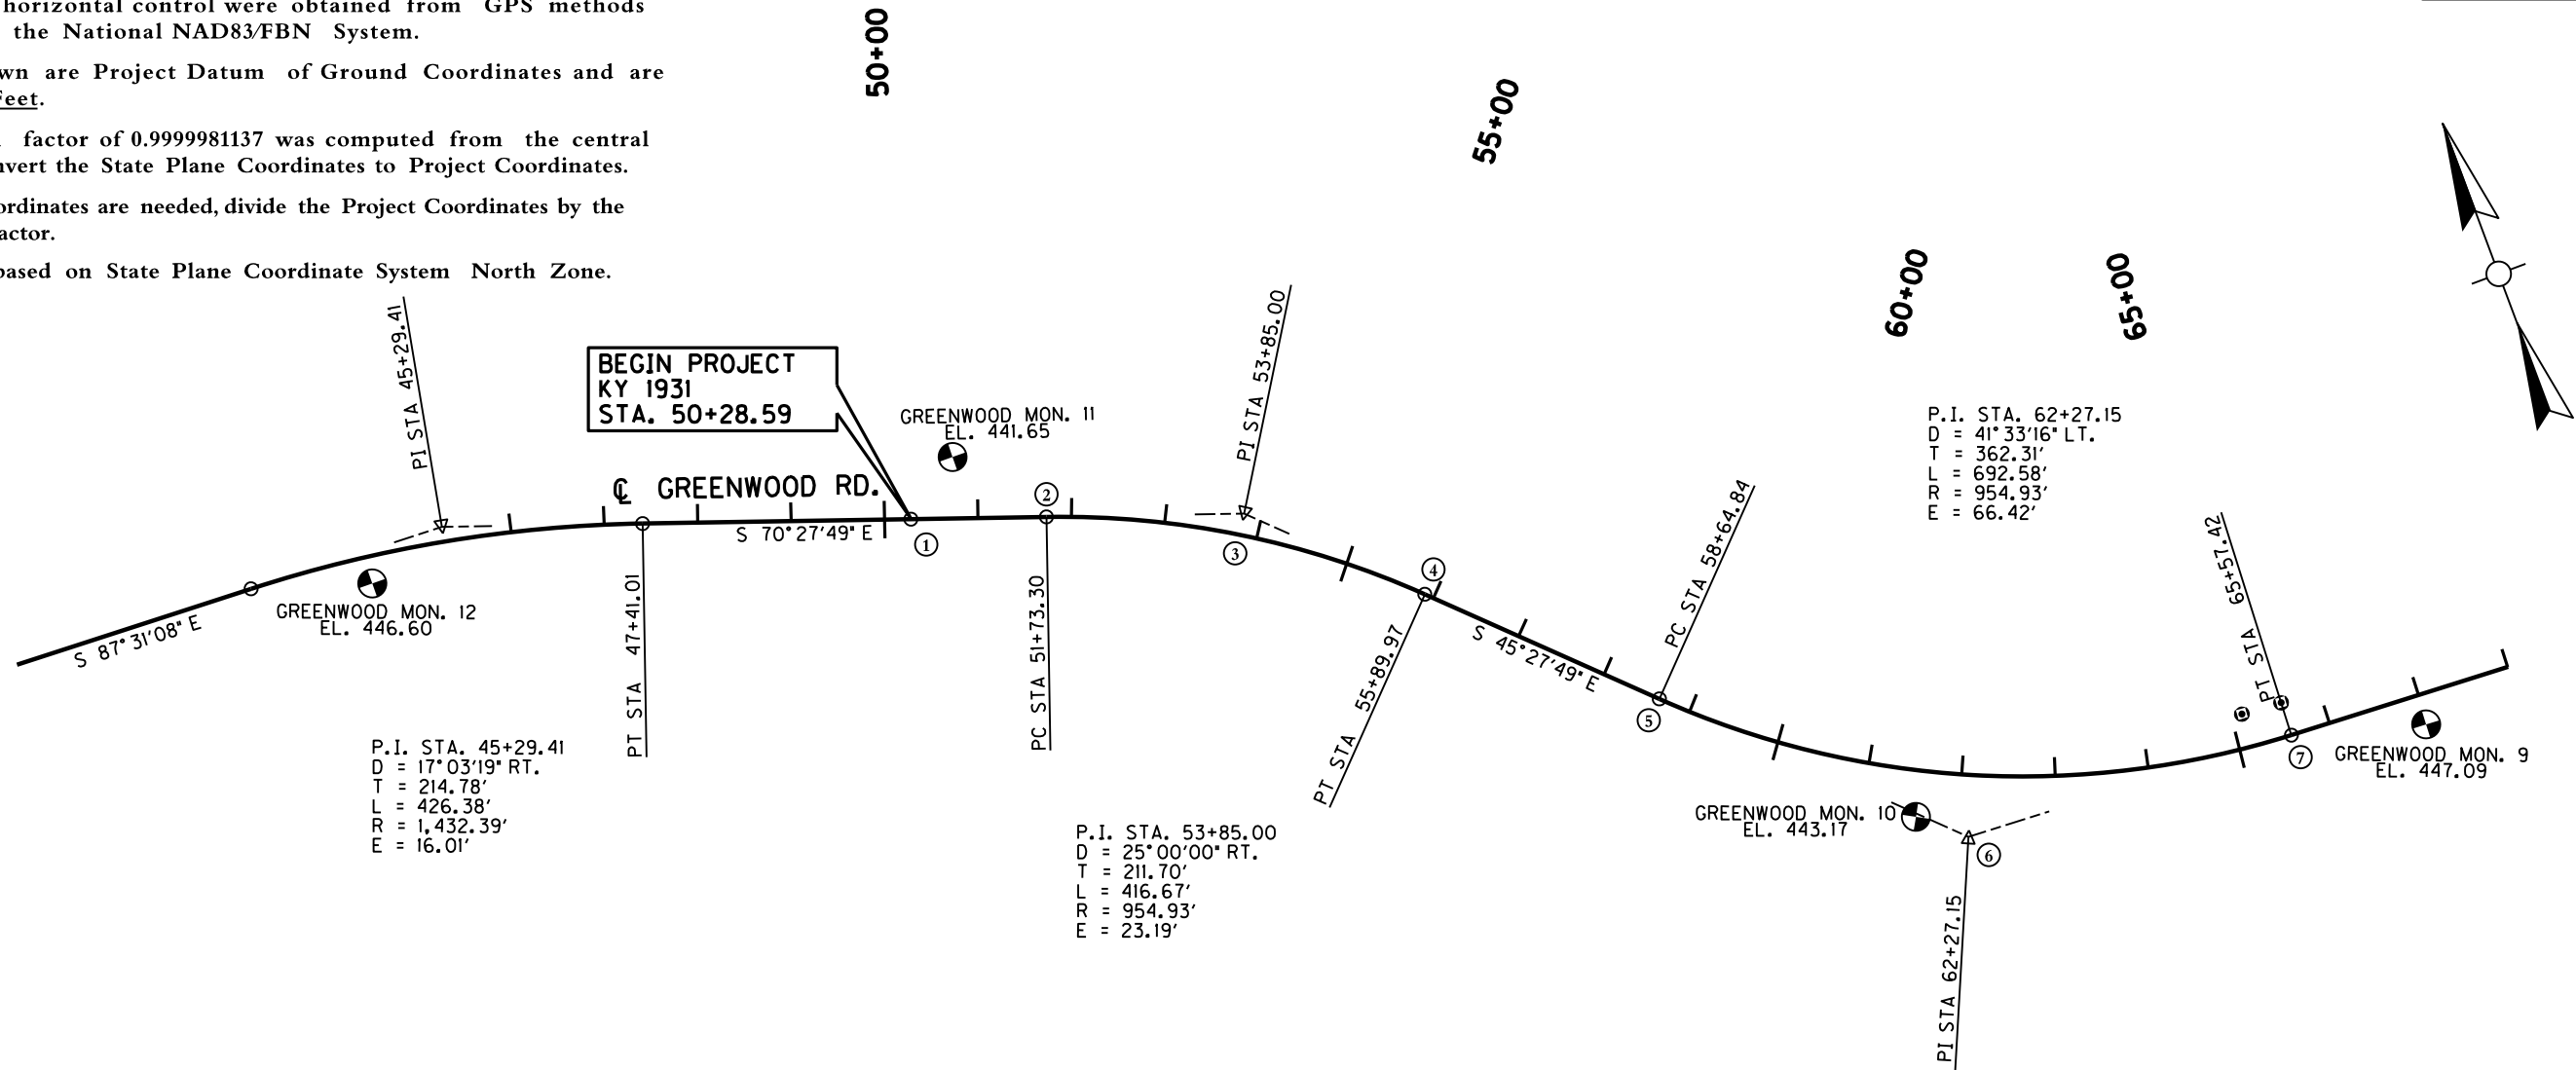 horizontal control were obtained from GPS methods
the National NAD83/FBN System.
wn are Project Datum of Ground Coordinates and are
Feet.
factor of 0.9999981137 was computed from the central
nvert the State Plane Coordinates to Project Coordinates.
ordinates are needed, divide the Project Coordinates by the
actor.
based on State Plane Coordinate System North Zone.
50+00
55+00
60+00
65+00
PI STA 45+29.41
BEGIN PROJECT
KY 1931
STA. 50+28.59
GREENWOOD MON. 11
EL. 441.65
PI STA 53+85.00
P.I. STA. 62+27.15
D = 41°33'16" LT.
T = 362.31'
L = 692.58'
R = 954.93'
E = 66.42'
℄ GREENWOOD RD.
S 70°27'49" E
1
2
3
4
PC STA 58+64.84
PT STA 65+57.42
GREENWOOD MON. 12
EL. 446.60
S 87°31'08" E
PT STA 47+41.01
PC STA 51+73.30
PT STA 55+89.97
S 45°27'49" E
5
GREENWOOD MON. 9
EL. 447.09
7
P.I. STA. 45+29.41
D = 17°03'19" RT.
T = 214.78'
L = 426.38'
R = 1,432.39'
E = 16.01'
P.I. STA. 53+85.00
D = 25°00'00" RT.
T = 211.70'
L = 416.67'
R = 954.93'
E = 23.19'
GREENWOOD MON. 10
EL. 443.17
6
PI STA 62+27.15